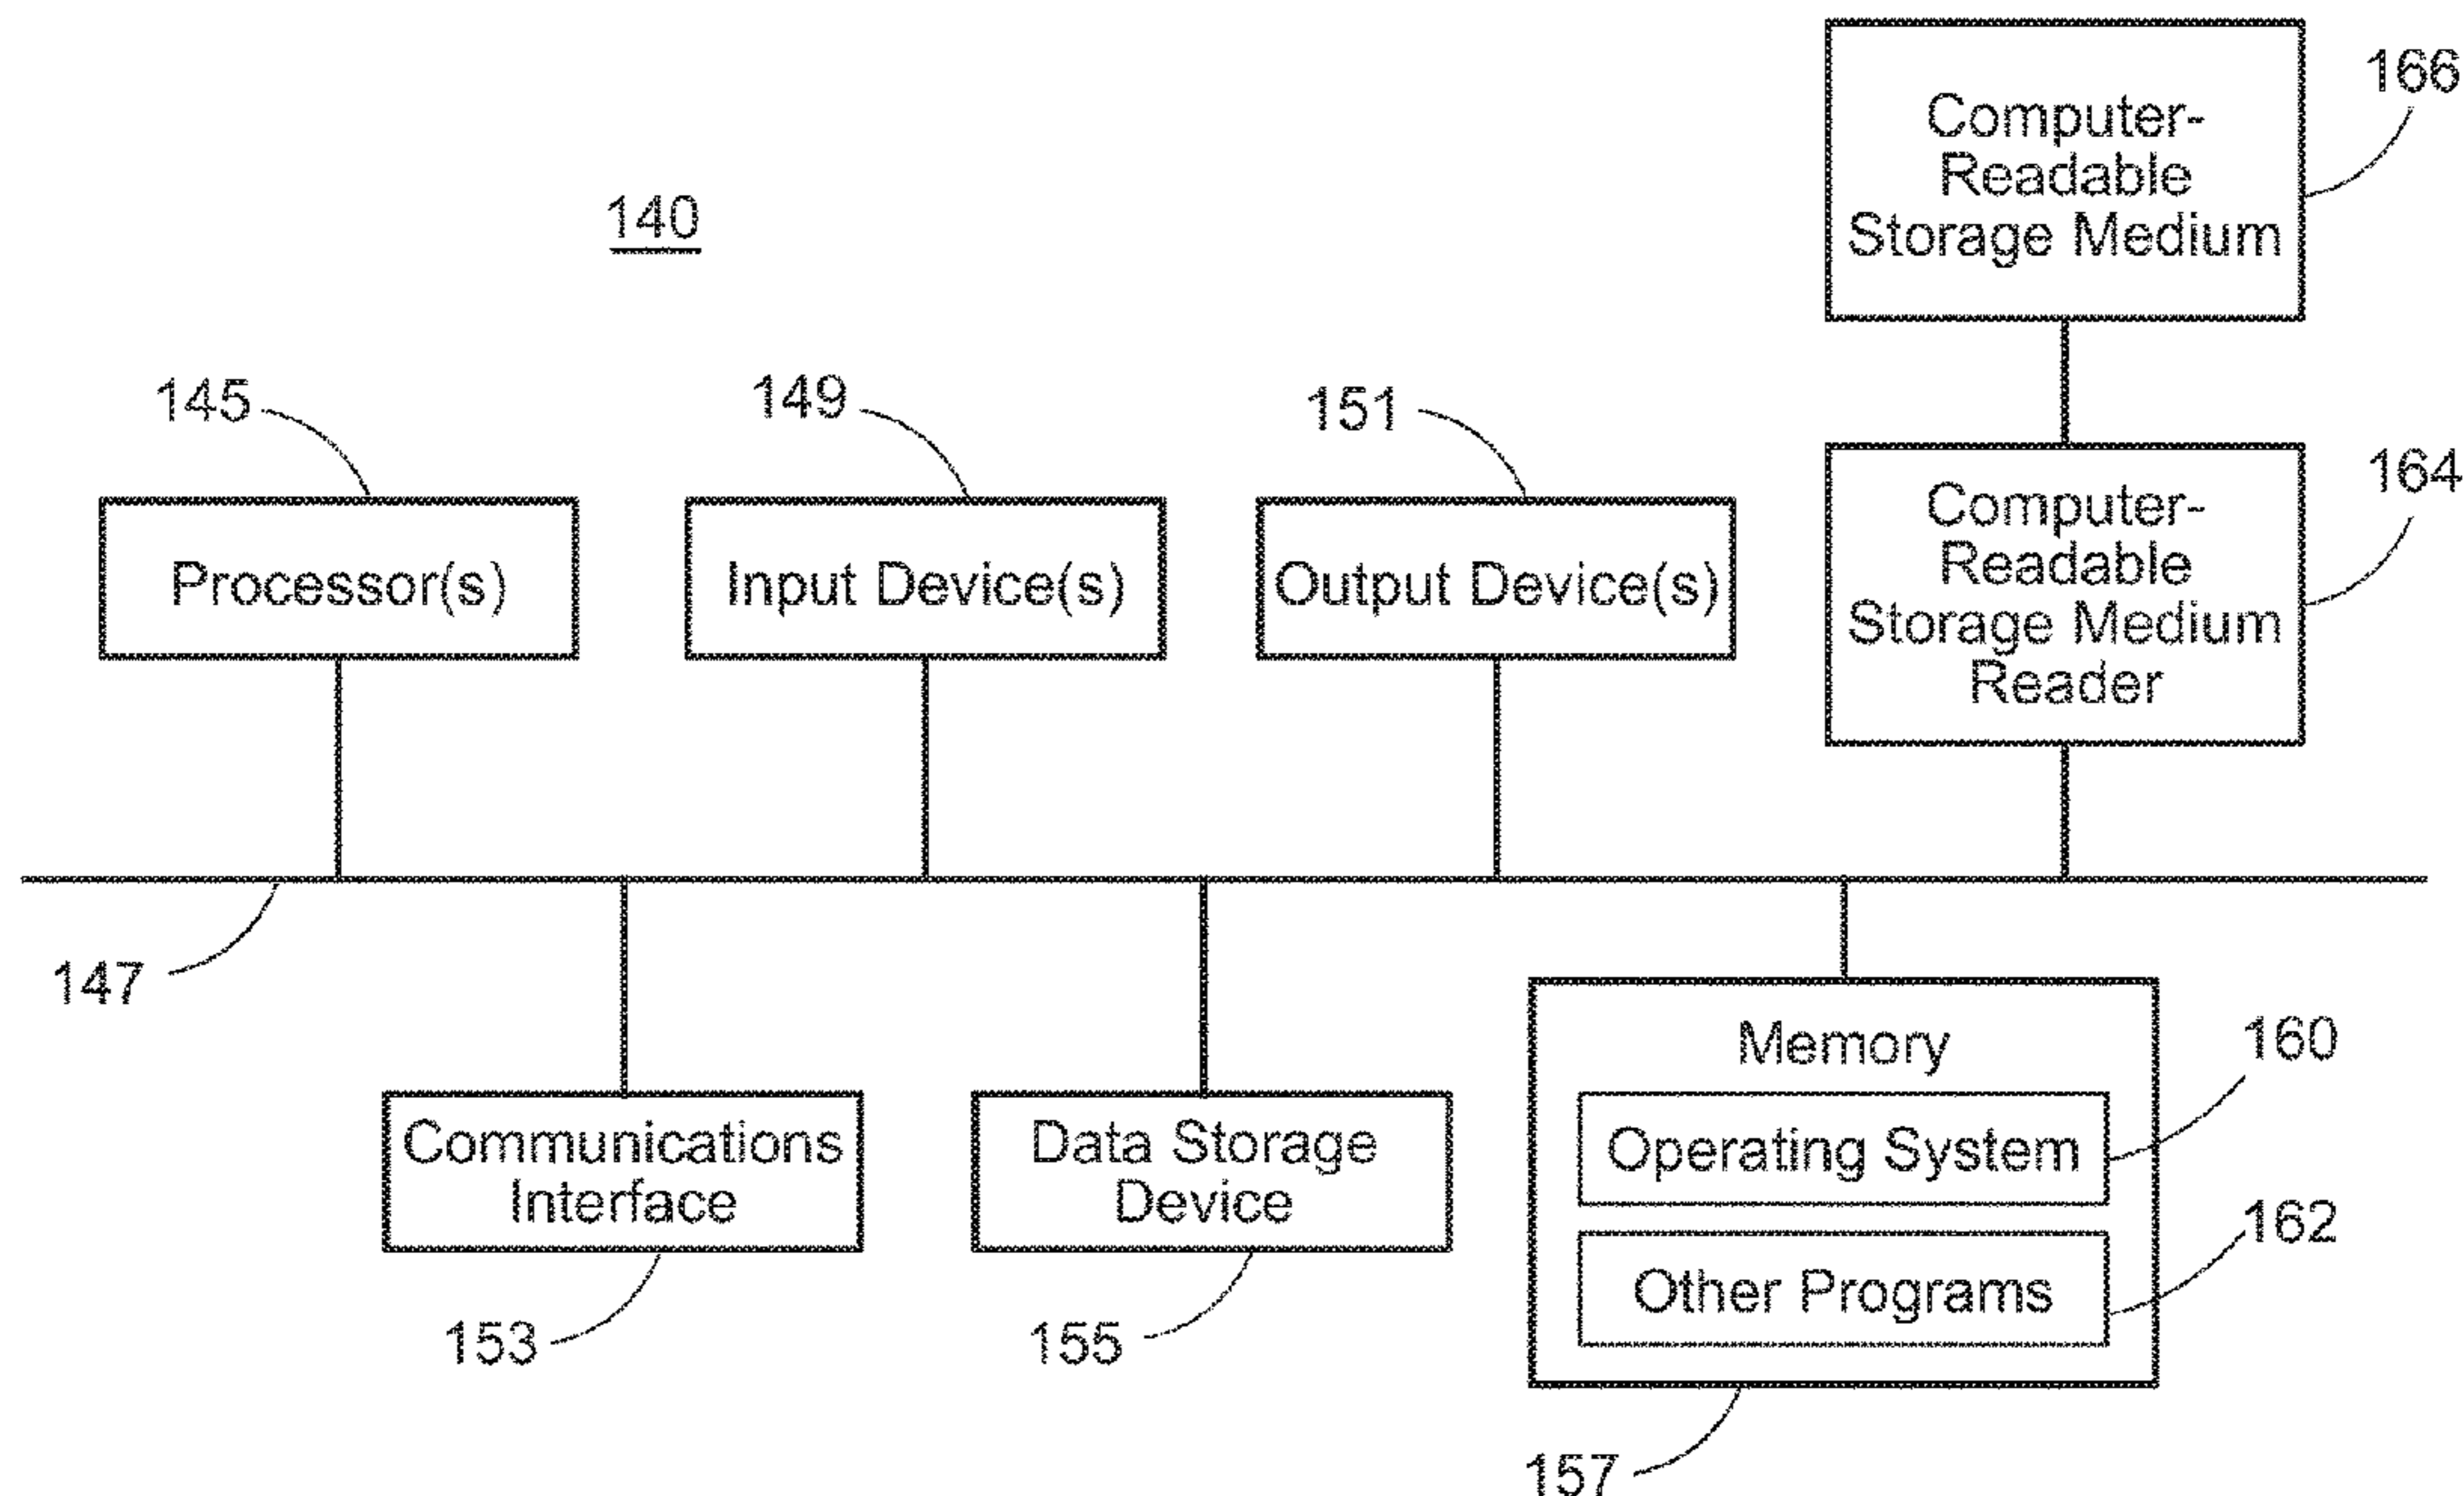 166
Computer-
Readable
Storage Medium
140
145
149
151
164
Computer-
Readable
Storage Medium
Reader
Processor(s)
Input Device(s)
Output Device(s)
147
Memory
160
Operating System
Communications
Interface
Data Storage
Device
162
Other Programs
153
155
157